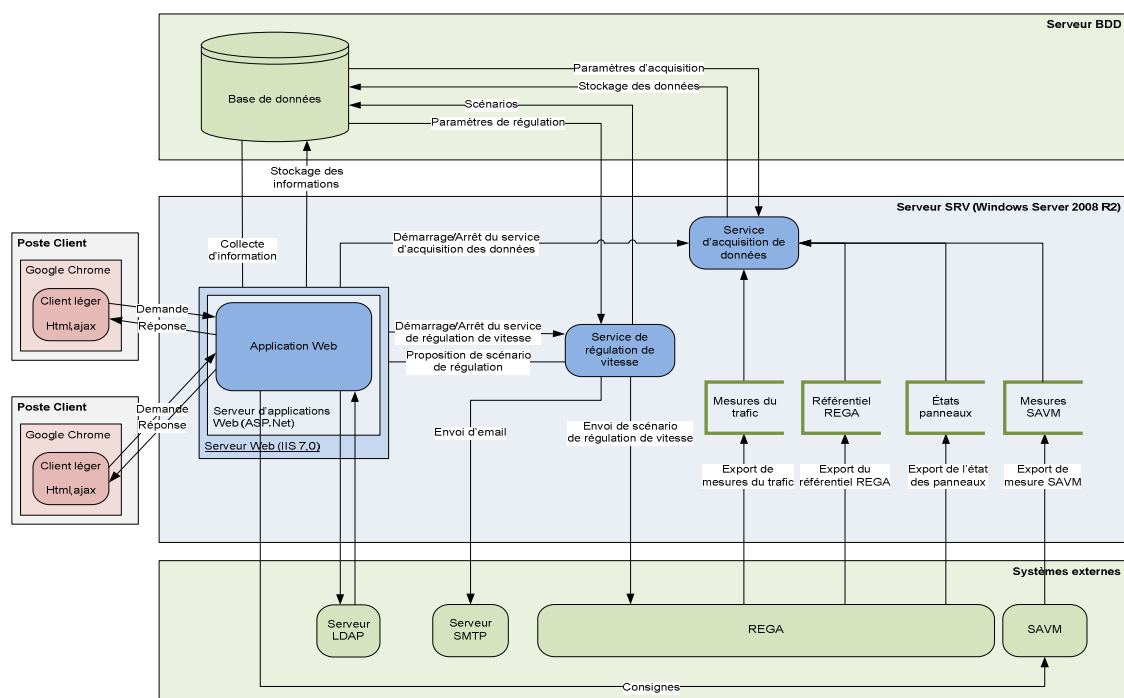 Serveur BDD
Base de données
Paramètres d'acquisition
Stockage des données
Scénarios
Paramètres de régulation
Stockage des
informations
Serveur SRV (Windows Server 2008 R2)
Collecte
d'information
Démarrage/Arrêt du service
d'acquisition des données
Service
d'acquisition de
données
Poste Client
Google Chrome
Client léger
Html,ajax
Demande
Réponse
Application Web
Serveur d'applications
Web (ASP.Net)
Serveur Web (IIS 7.0)
Démarrage/Arrêt du service
de régulation de vitesse
Proposition de scénario
de régulation
Service de
régulation de
vitesse
Poste Client
Google Chrome
Client léger
Html,ajax
Demande
Réponse
Envoi d'email
Envoi de scénario
de régulation de vitesse
Mesures du
trafic
Référentiel
REGA
États
panneaux
Mesures
SAVM
Export de
mesures du trafic
Export du
référentiel REGA
Export de l'état
des panneaux
Export de
mesure SAVM
Systèmes externes
Serveur
LDAP
Serveur
SMTP
REGA
SAVM
Consignes